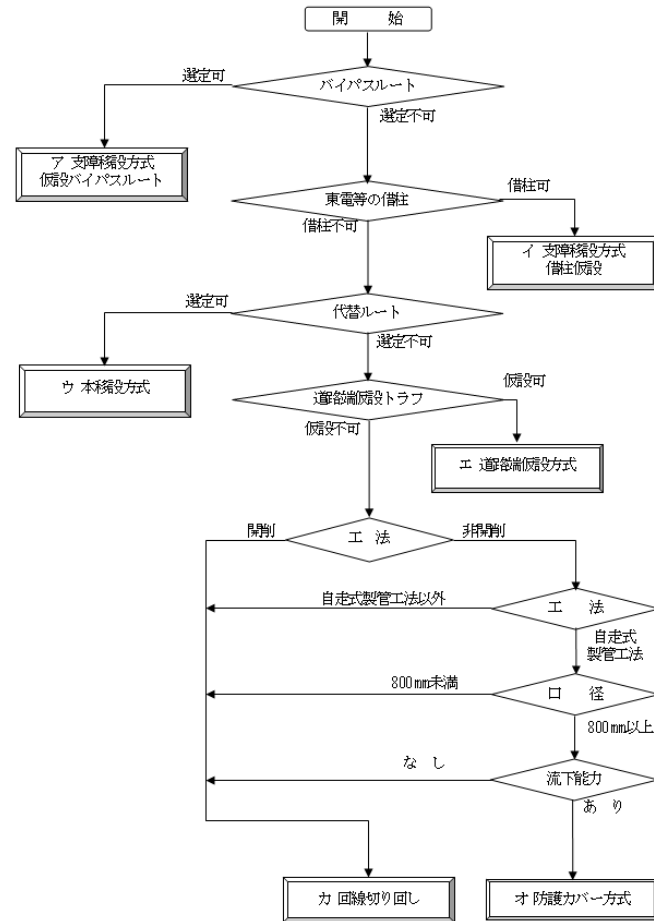 開　始
選定可
バイパスルート
選定不可
ア 支障移設方式
仮設バイパスルート
東電等の借柱
借柱可
借柱不可
イ 支障移設方式
借柱仮設
選定可
代替ルート
選定不可
ウ 本移設方式
道路端仮設トラフ
仮設可
仮設不可
エ 道路端仮設方式
開削
工　法
非開削
自走式製管工法以外
工　法
自走式
製管工法
800㎜未満
口　径
800㎜以上
な　し
流下能力
あ　り
カ 回線切り回し
オ 防護カバー方式